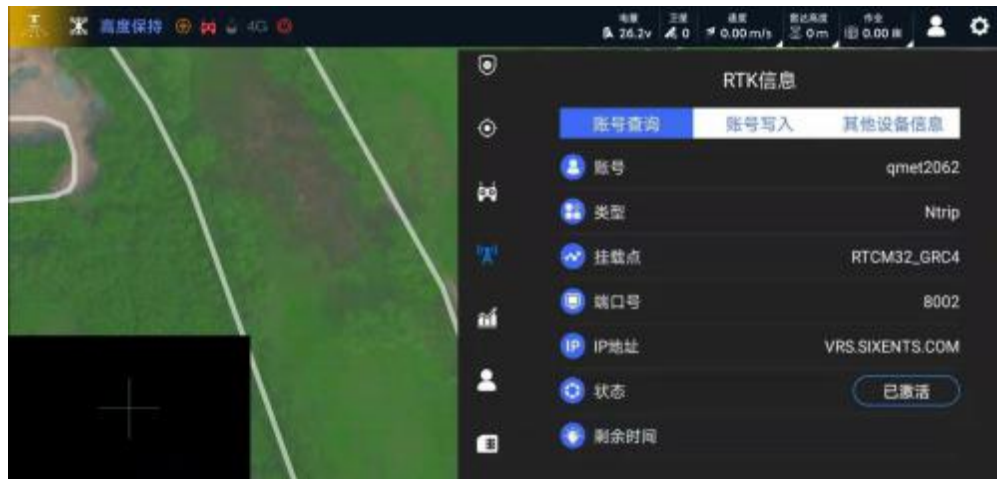 高度保持 4G
电量 26.2v
卫星 0
速度 0.00 m/s
雷达高度 0 m
作业 0.00 亩
RTK信息
账号查询 账号写入 其他设备信息
账号 qmet2062
类型 Ntrip
挂载点 RTCM32_GRC4
端口号 8002
IP IP地址 VRS.SIXENTS.COM
状态 已激活
剩余时间